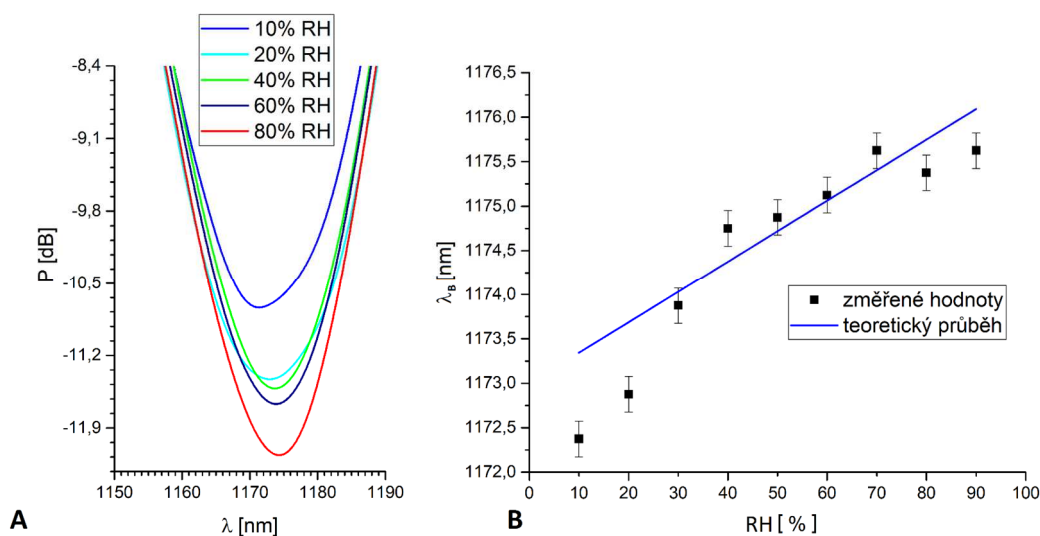 10% RH
20% RH
40% RH
60% RH
80% RH
-8,4
-9,1
-9,8
-10,5
-11,2
-11,9
P [dB]
1150 1160 1170 1180 1190
λ [nm]
A
1176,5
1176,0
1175,5
1175,0
1174,5
1174,0
1173,5
1173,0
1172,5
1172,0
λB [nm]
změřené hodnoty
teoretický průběh
0 10 20 30 40 50 60 70 80 90 100
RH [ % ]
B